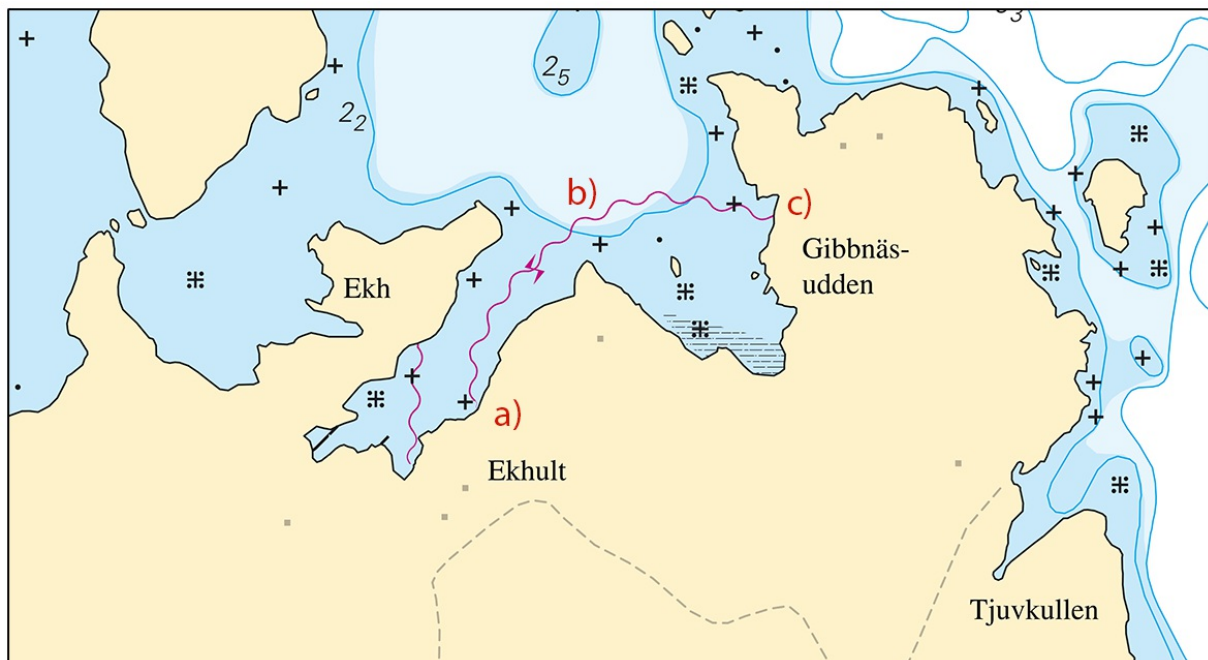 2₂
2₅
b)
c)
Gibbnäs-
udden
Ekh
a)
Ekhult
Tjuvkullen